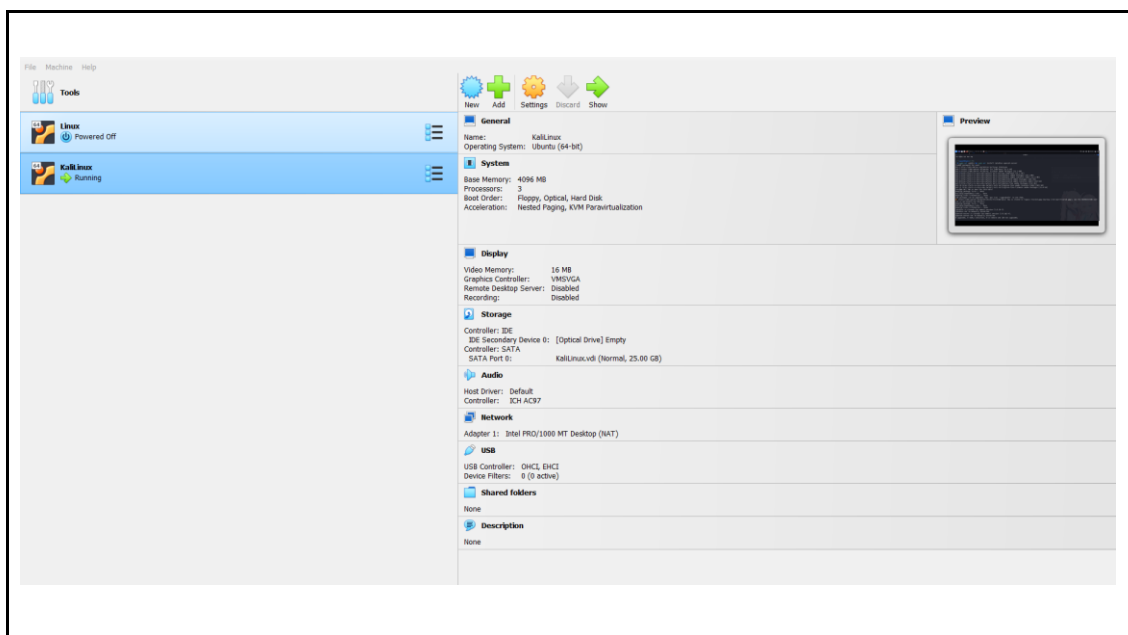 File Machine Help
Tools
New Add Settings Discard Show
64 Linux
Powered Off
64 KaliLinux
Running
General
Name: KaliLinux
Operating System: Ubuntu (64-bit)
Preview
System
Base Memory: 4096 MB
Processors: 3
Boot Order: Floppy, Optical, Hard Disk
Acceleration: Nested Paging, KVM Paravirtualization
Display
Video Memory: 16 MB
Graphics Controller: VMSVGA
Remote Desktop Server: Disabled
Recording: Disabled
Storage
Controller: IDE
IDE Secondary Device 0: [Optical Drive] Empty
Controller: SATA
SATA Port 0: KaliLinux.vdi (Normal, 25.00 GB)
Audio
Host Driver: Default
Controller: ICH AC97
Network
Adapter 1: Intel PRO/1000 MT Desktop (NAT)
USB
USB Controller: OHCI, EHCI
Device Filters: 0 (0 active)
Shared folders
None
Description
None